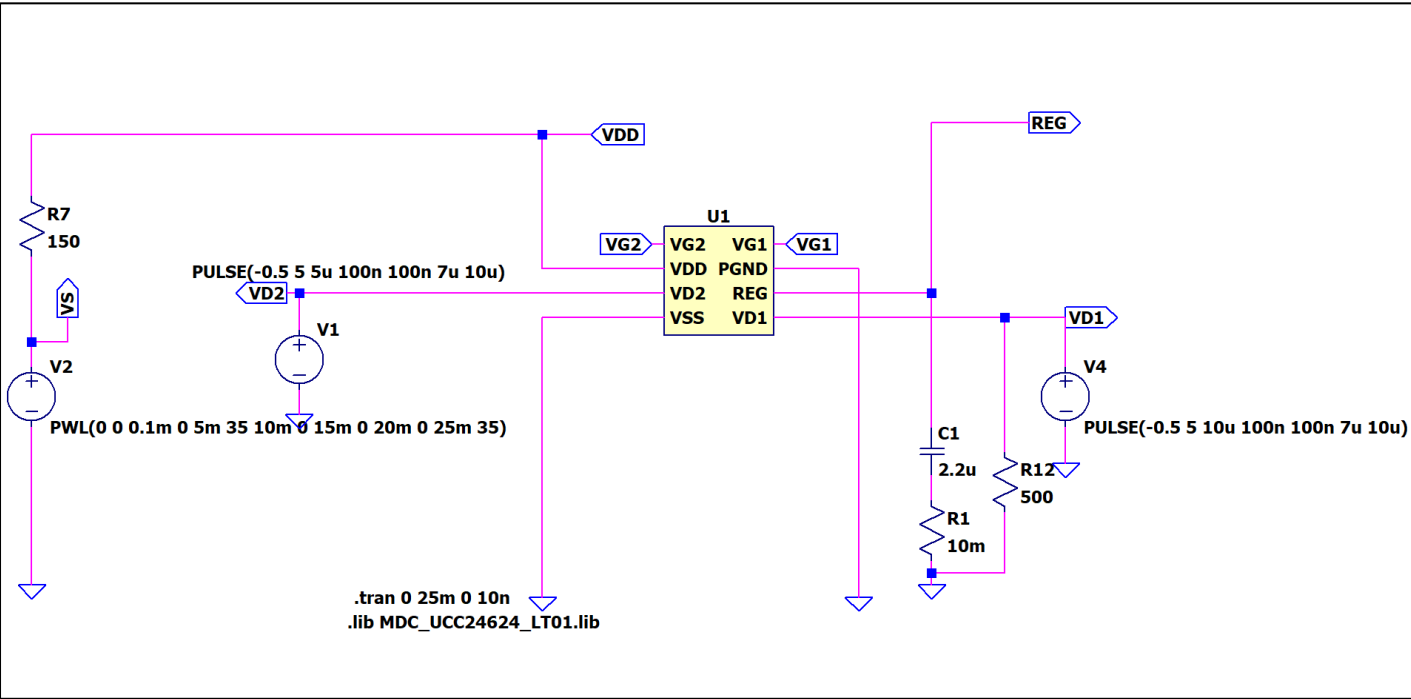 VDD
REG
R7
150
U1
VG2
VG2 VG1
VG1
VDD PGND
VD2 REG
VSS VD1
PULSE(-0.5 5 5u 100n 100n 7u 10u)
VD2
VS
V1
VD1
V2
V4
PWL(0 0 0.1m 0 5m 35 10m 0 15m 0 20m 0 25m 35)
PULSE(-0.5 5 10u 100n 100n 7u 10u)
C1
2.2u
R12
500
R1
10m
.tran 0 25m 0 10n
.lib MDC_UCC24624_LT01.lib